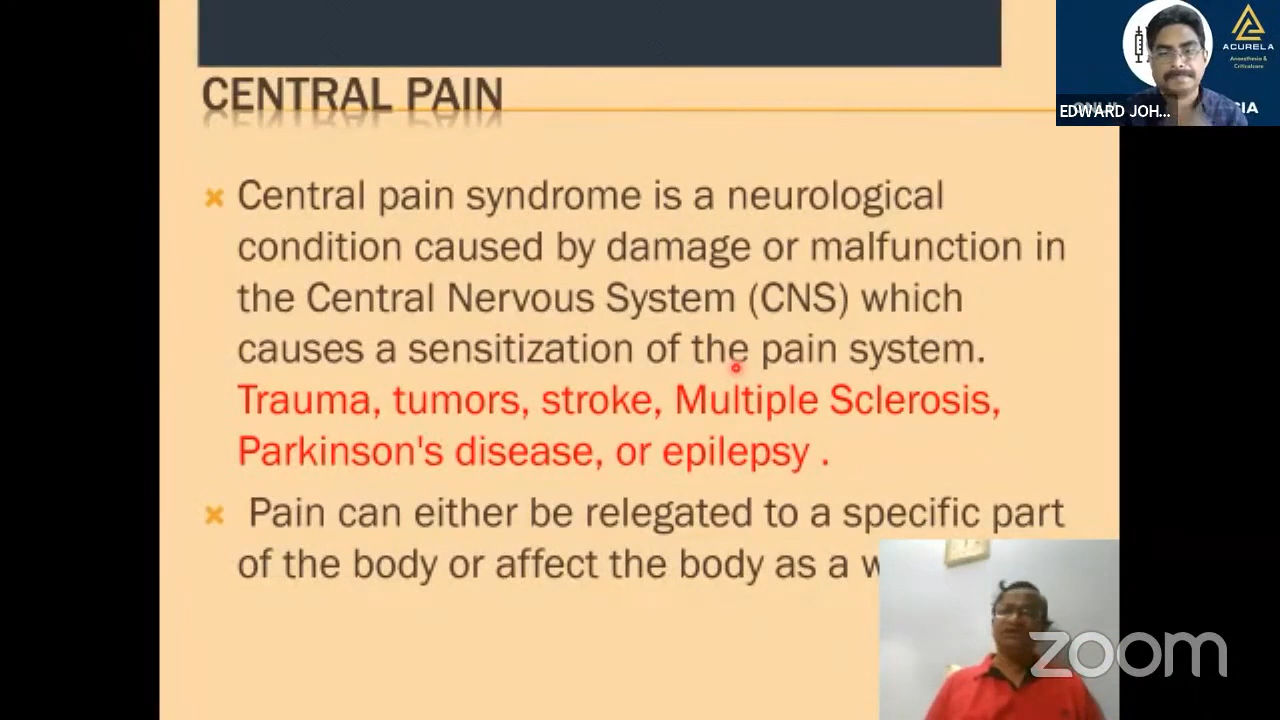 CENTRAL PAIN
Central pain syndrome is a neurological
condition caused by damage or malfunction in
the Central Nervous System (CNS) which
causes a sensitization of the pain system.
Trauma, tumors, stroke, Multiple Sclerosis,
Parkinson's disease, or epilepsy .
Pain can either be relegated to a specific part
of the body or affect the body as a
ACURELA
Anaesthesia &
Criticalcare
EDWARD JOH...
zoom